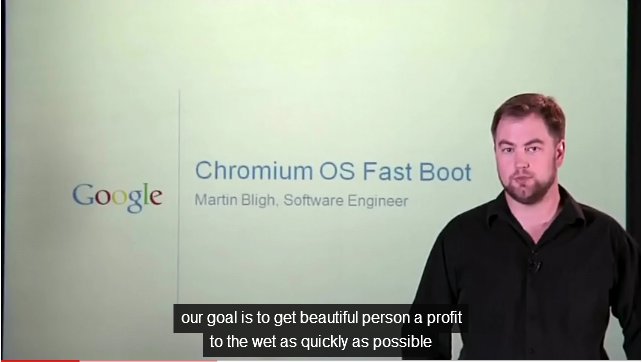 Google
Chromium OS Fast Boot
Martin Bligh, Software Engineer
our goal is to get beautiful person a profit
to the wet as quickly as possible